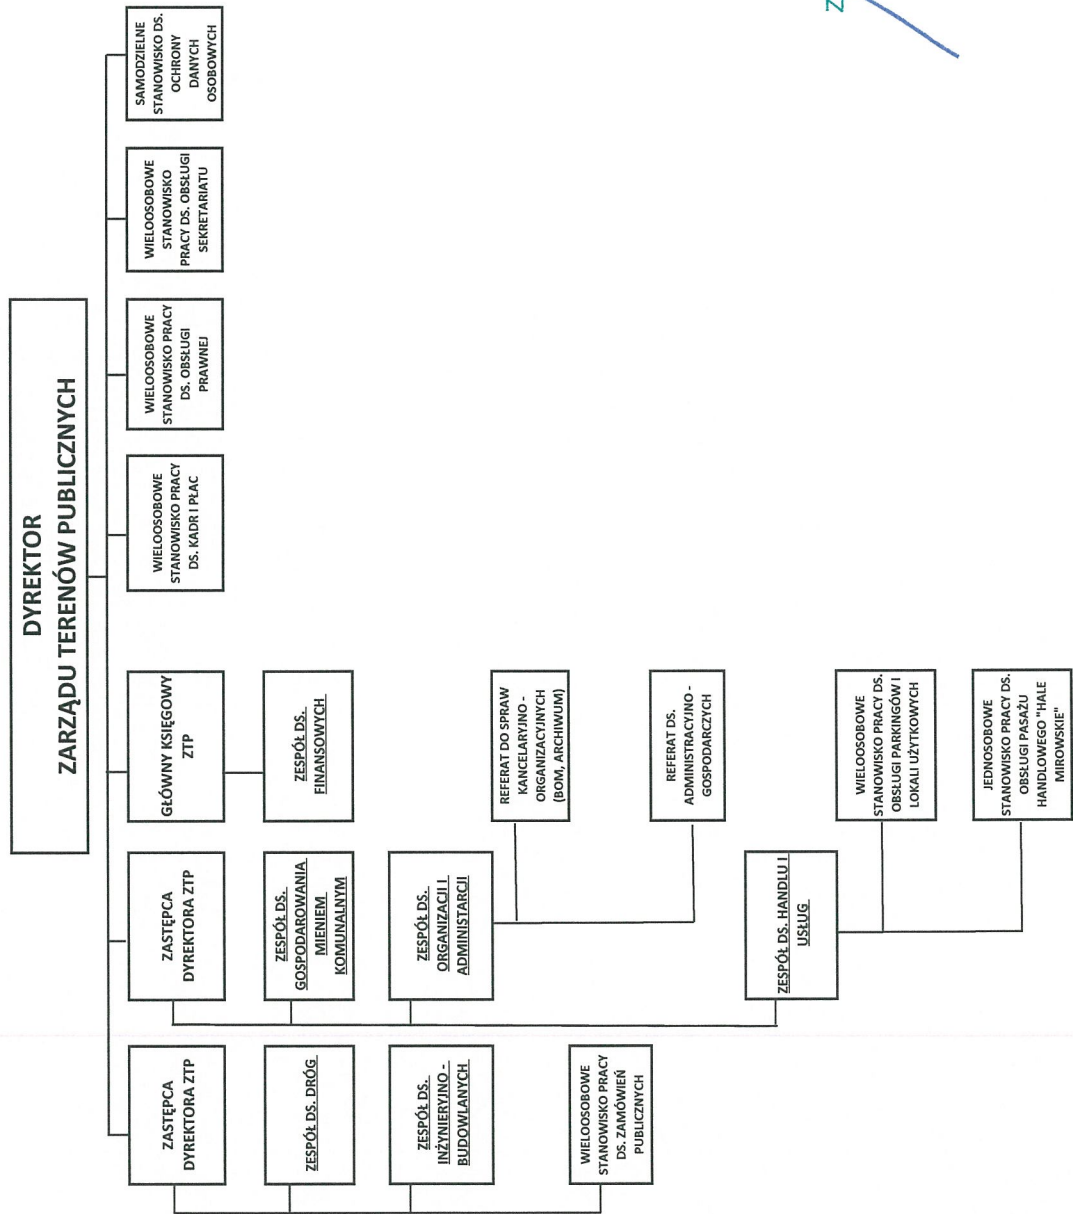 DYREKTOR
ZARZĄDU TERENÓW PUBLICZNYCH
ZASTĘPCA
DYREKTORA ZTP
ZESPÓŁ DS. DRÓG
ZESPÓŁ DS.
INŻYNIERYJNO -
BUDOWLANYCH
WIELOOSOBOWE
STANOWISKO PRACY
DS. ZAMÓWIEŃ
PUBLICZNYCH
ZASTĘPCA
DYREKTORA ZTP
ZESPÓŁ DS.
GOSPODAROWANIA
MIENIEM
KOMUNALNYM
ZESPÓŁ DS.
ORGANIZACJI I
ADMINISTARCJI
REFERAT DO SPRAW
KANCELARYJNO -
ORGANIZACYJNYCH
(BOM, ARCHIWUM)
REFERAT DS.
ADMINISTRACYJNO -
GOSPODARCZYCH
ZESPÓŁ DS. HANDLU I
USŁUG
WIELOOSOBOWE
STANOWISKO PRACY DS.
OBSŁUGI PARKINGÓW I
LOKALI UŻYTKOWYCH
JEDNOSOBOWE
STANOWISKO PRACY DS.
OBSŁUGI PASAŻU
HANDLOWEGO "HALE
MIROWSKIE"
GŁÓWNY KSIĘGOWY
ZTP
ZESPÓŁ DS.
FINANSOWYCH
WIELOOSOBOWE
STANOWISKO PRACY
DS. KADR I PŁAC
WIELOOSOBOWE
STANOWISKO PRACY
DS. OBSŁUGI
PRAWNEJ
WIELOOSOBOWE
STANOWISKO
PRACY DS. OBSŁUGI
SEKRETARIATU
SAMODZIELNE
STANOWISKO DS.
OCHRONY
DANYCH
OSOBOWYCH